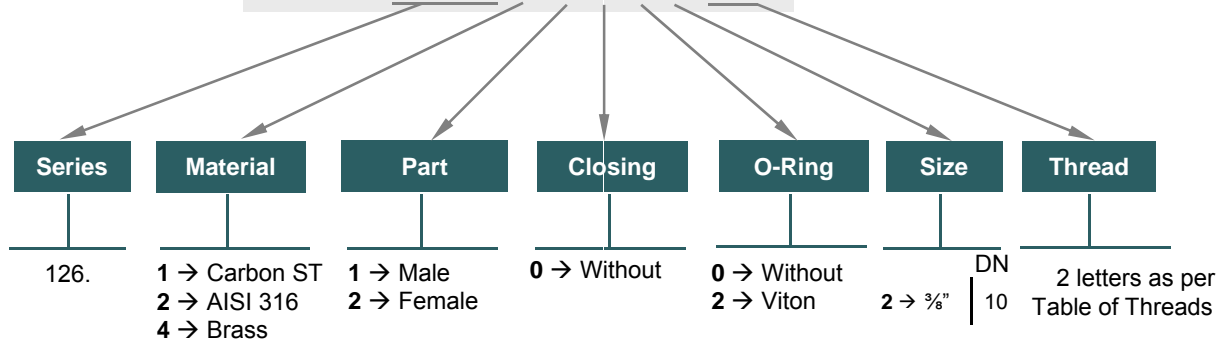 Series
Material
Part
Closing
O-Ring
Size
Thread
126.
1 → Carbon ST
2 → AISI 316
4 → Brass
1 → Male
2 → Female
0 → Without
0 → Without
2 → Viton
DN
2 → ⅜” 10
2 letters as per
Table of Threads